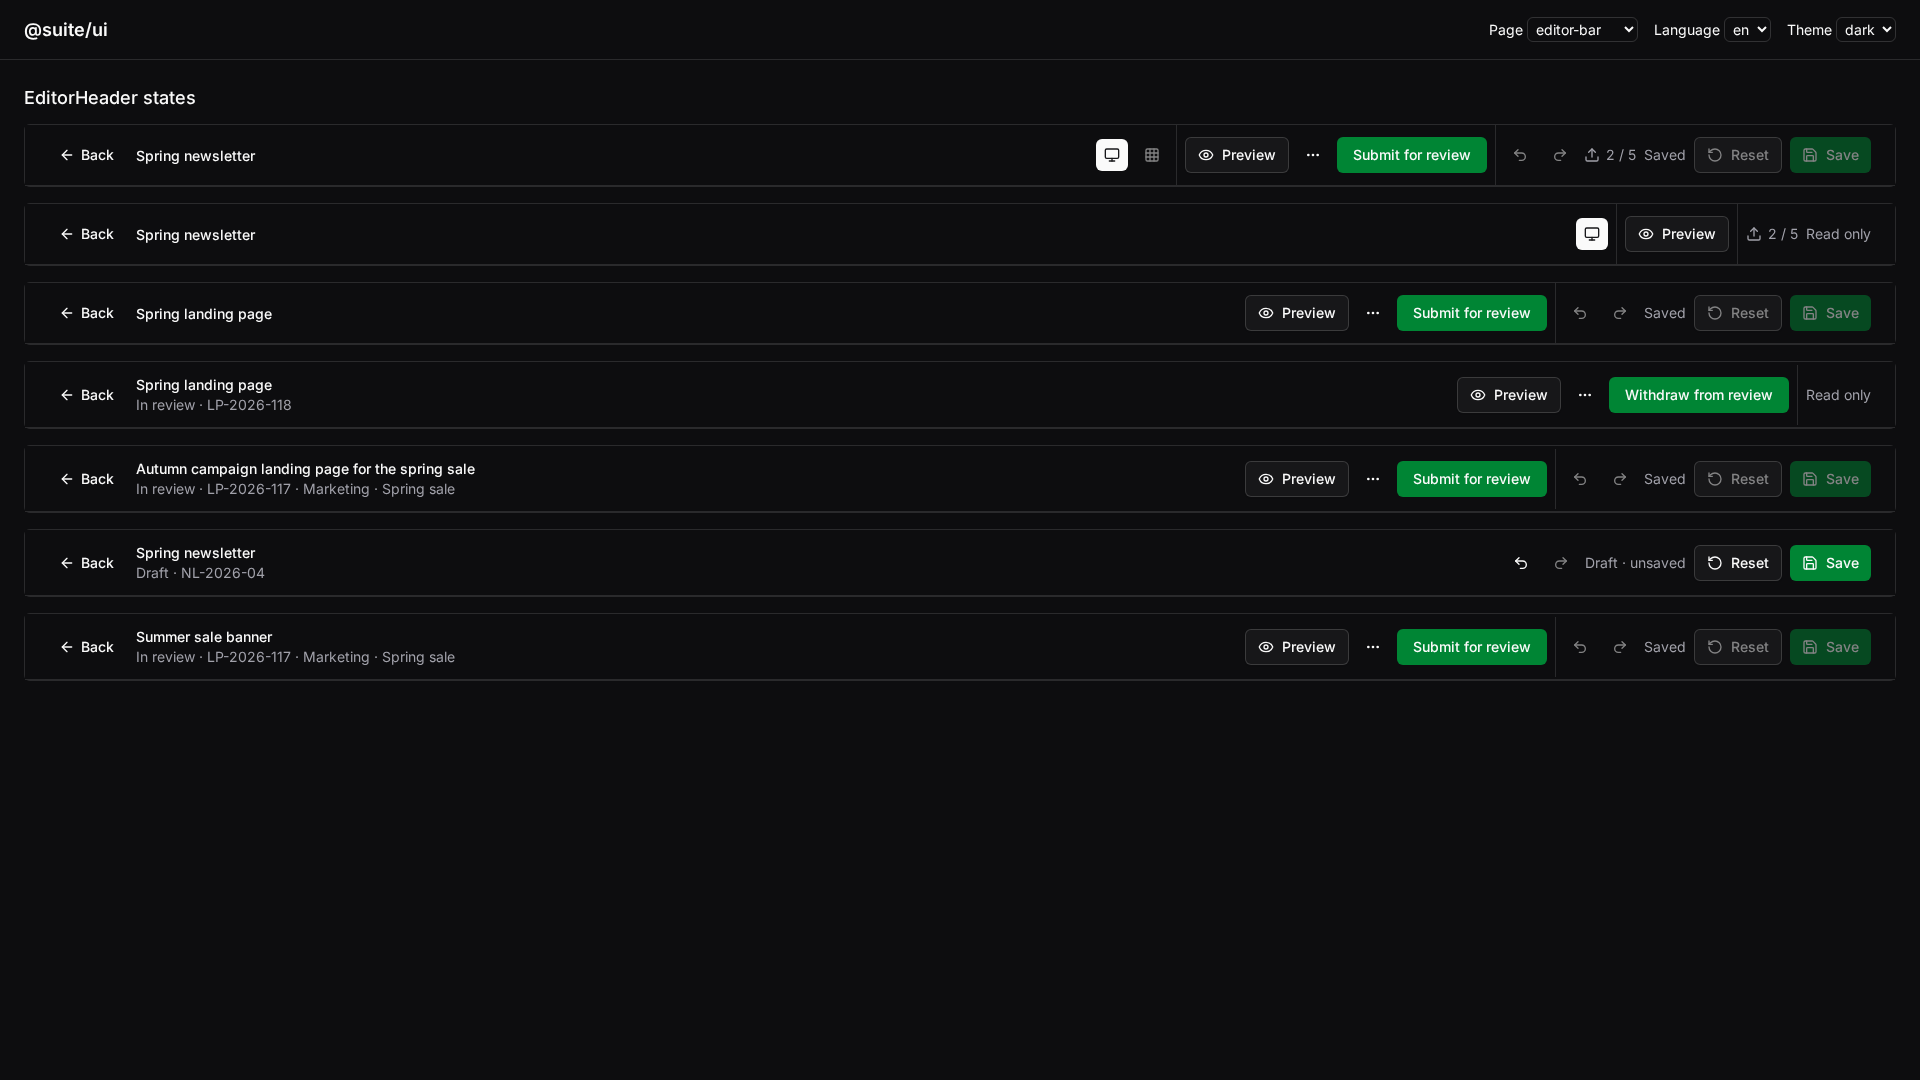 @suite/ui Page editor-bar Language en Theme dark
EditorHeader states
Back Spring newsletter Preview Submit for review 2 / 5 Saved Reset Save
Back Spring newsletter Preview 2 / 5 Read only
Back Spring landing page Preview Submit for review Saved Reset Save
Back Spring landing page Preview Withdraw from review Read only
In review · LP-2026-118
Back Autumn campaign landing page for the spring sale Preview Submit for review Saved Reset Save
In review · LP-2026-117 · Marketing · Spring sale
Back Spring newsletter Draft · unsaved Reset Save
Draft · NL-2026-04
Back Summer sale banner Preview Submit for review Saved Reset Save
In review · LP-2026-117 · Marketing · Spring sale